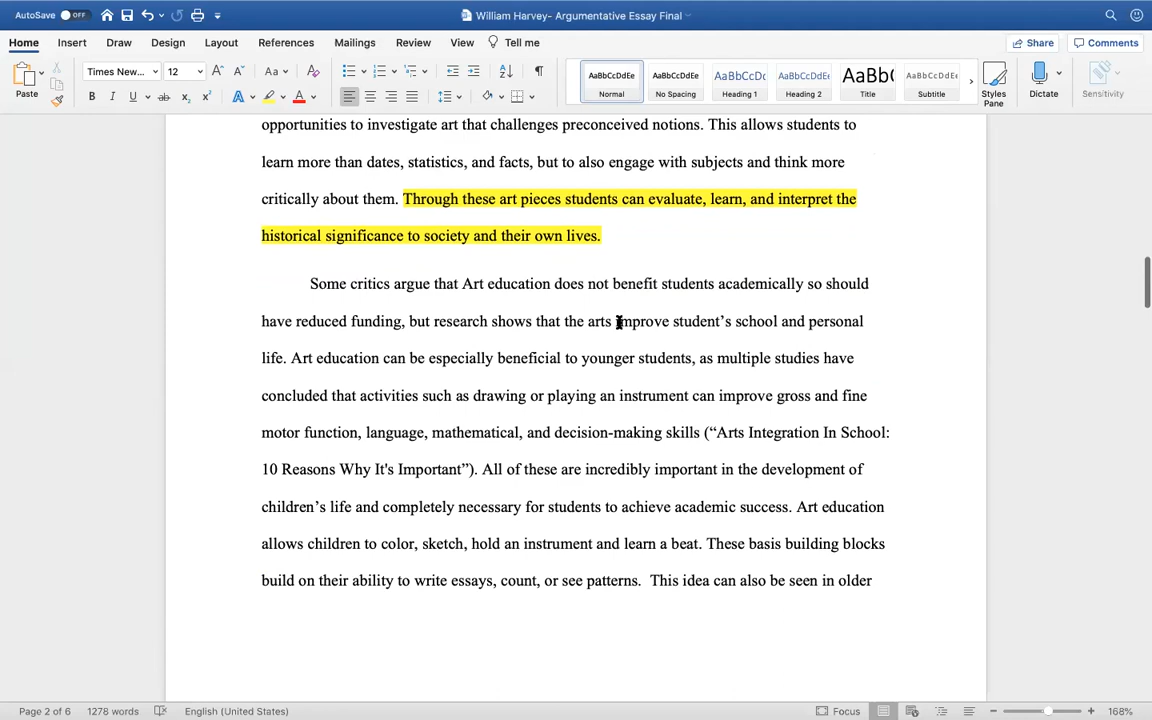 AutoSave OFF
William Harvey- Argumentative Essay Final
Home Insert Draw Design Layout References Mailings Review View Tell me Share Comments
Paste Times New... 12 Aa
AaBbCcDdEe AaBbCcDdEe AaBbCcDc AaBbCcDdEe AaBbC AaBbCcDdEe
Normal No Spacing Heading 1 Heading 2 Title Subtitle Styles Pane Dictate Sensitivity
opportunities to investigate art that challenges preconceived notions. This allows students to
learn more than dates, statistics, and facts, but to also engage with subjects and think more
critically about them. Through these art pieces students can evaluate, learn, and interpret the
historical significance to society and their own lives.
Some critics argue that Art education does not benefit students academically so should
have reduced funding, but research shows that the arts improve student’s school and personal
life. Art education can be especially beneficial to younger students, as multiple studies have
concluded that activities such as drawing or playing an instrument can improve gross and fine
motor function, language, mathematical, and decision-making skills (“Arts Integration In School:
10 Reasons Why It's Important”). All of these are incredibly important in the development of
children’s life and completely necessary for students to achieve academic success. Art education
allows children to color, sketch, hold an instrument and learn a beat. These basis building blocks
build on their ability to write essays, count, or see patterns.  This idea can also be seen in older
Page 2 of 6 1278 words English (United States) Focus 168%